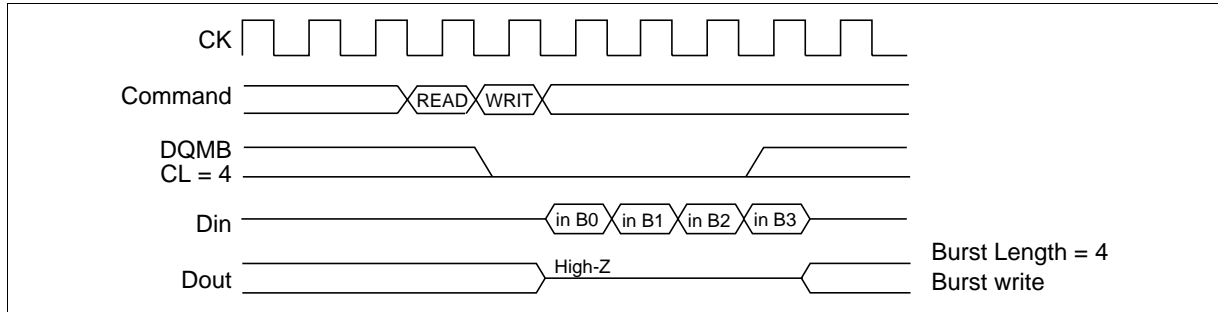 CK
Command READ WRIT
DQMB
CL = 4
Din in B0 in B1 in B2 in B3
Dout High-Z
Burst Length = 4
Burst write